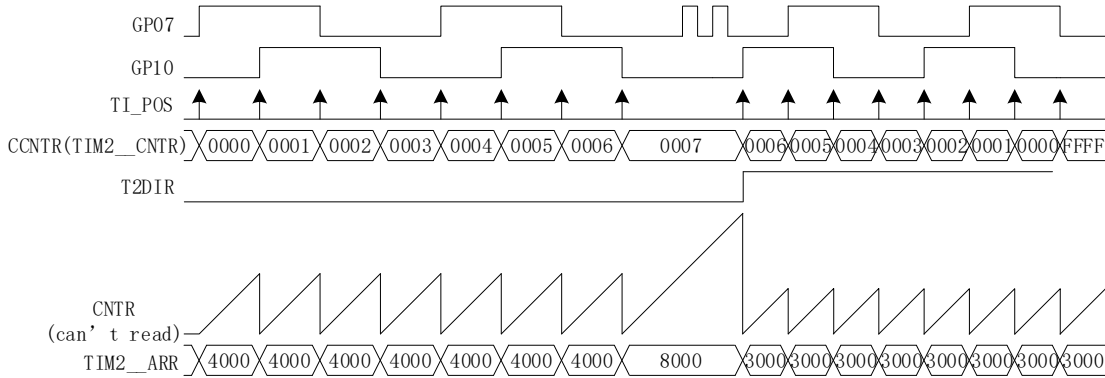 GP07
GP10
TI_POS
CCNTR(TIM2__CNTR) 0000 0001 0002 0003 0004 0005 0006 0007 0006 0005 0004 0003 0002 0001 0000 FFFF
T2DIR
CNTR
(can't read)
TIM2__ARR 4000 4000 4000 4000 4000 4000 4000 8000 3000 3000 3000 3000 3000 3000 3000 3000